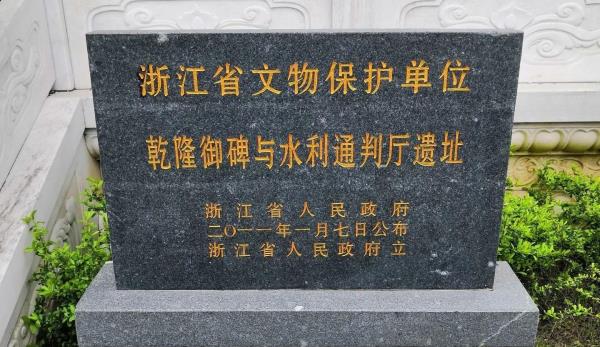 浙江省文物保护单位
乾隆御碑与水利通判厅遗址
浙江省人民政府
二〇一一年一月七日公布
浙江省人民政府立